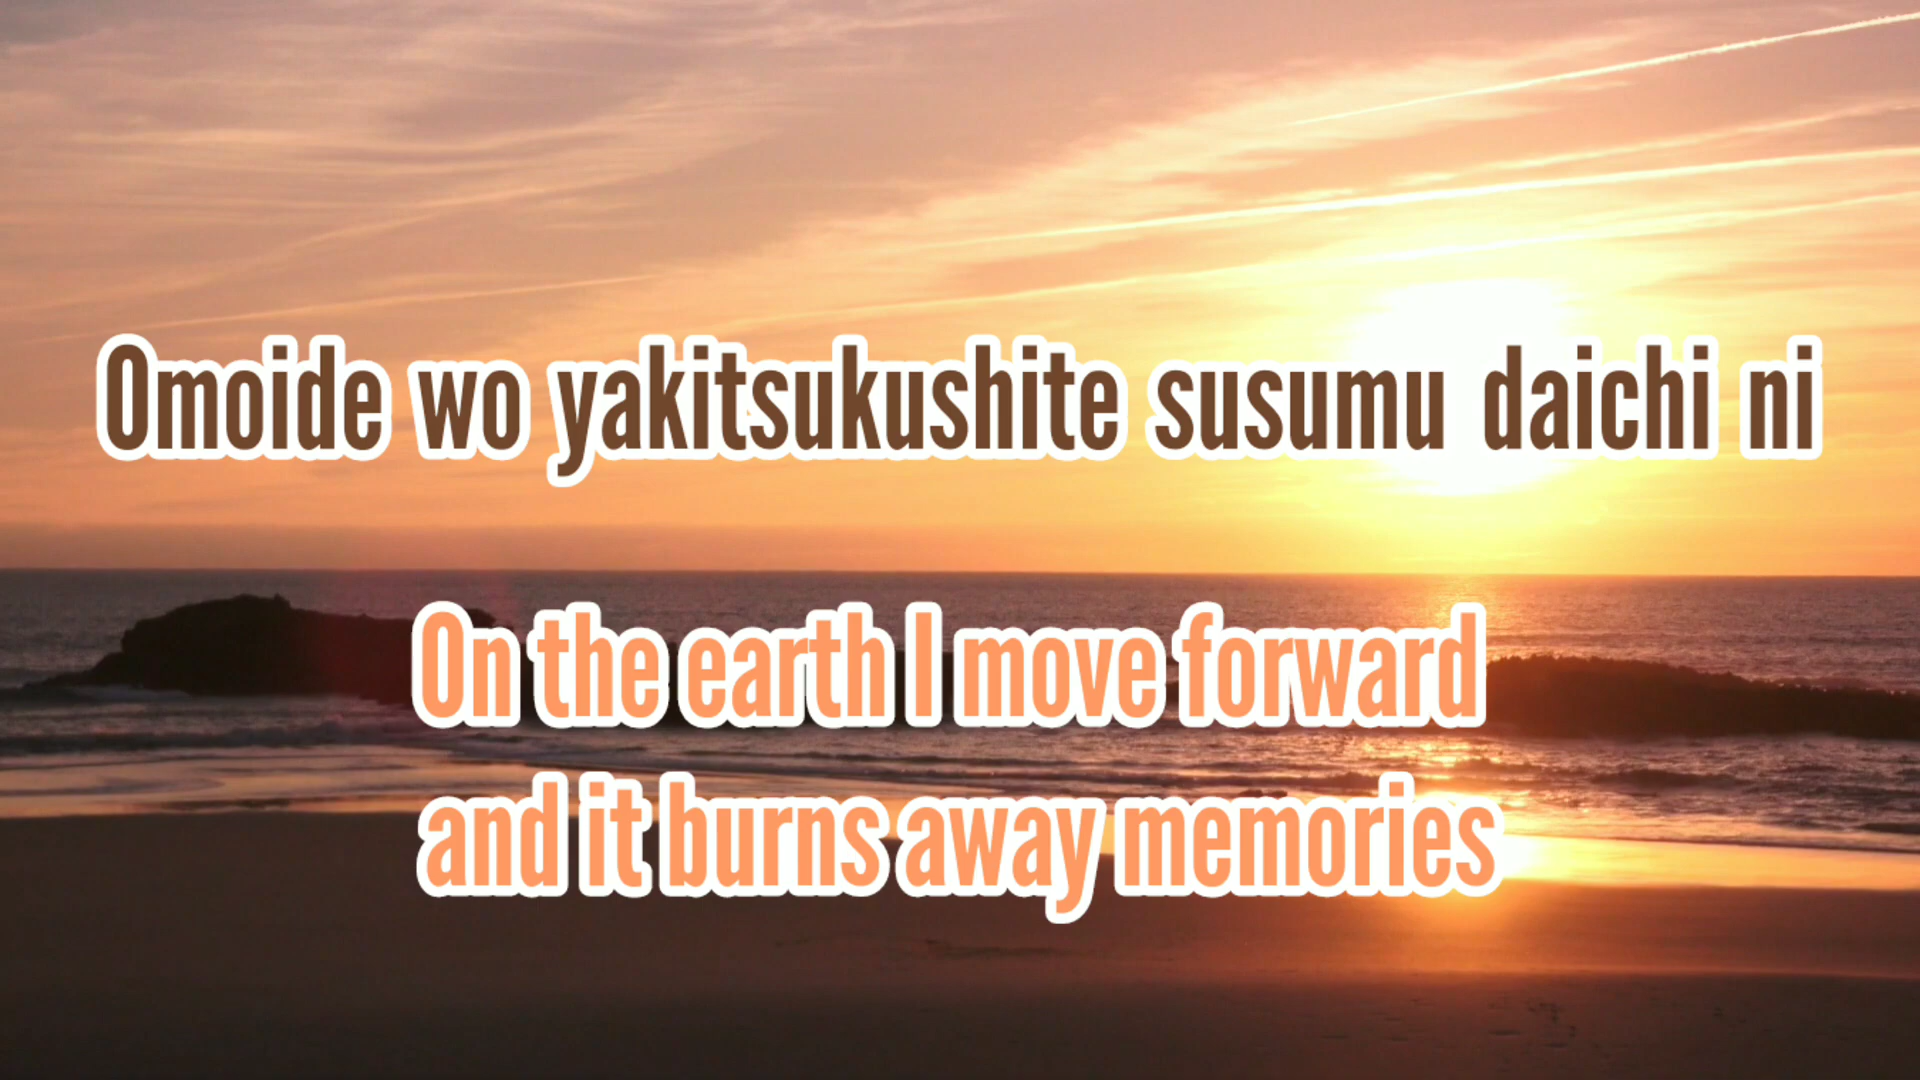 Omoide wo yakitsukushite susumu daichi ni
On the earth I move forward
and it burns away memories